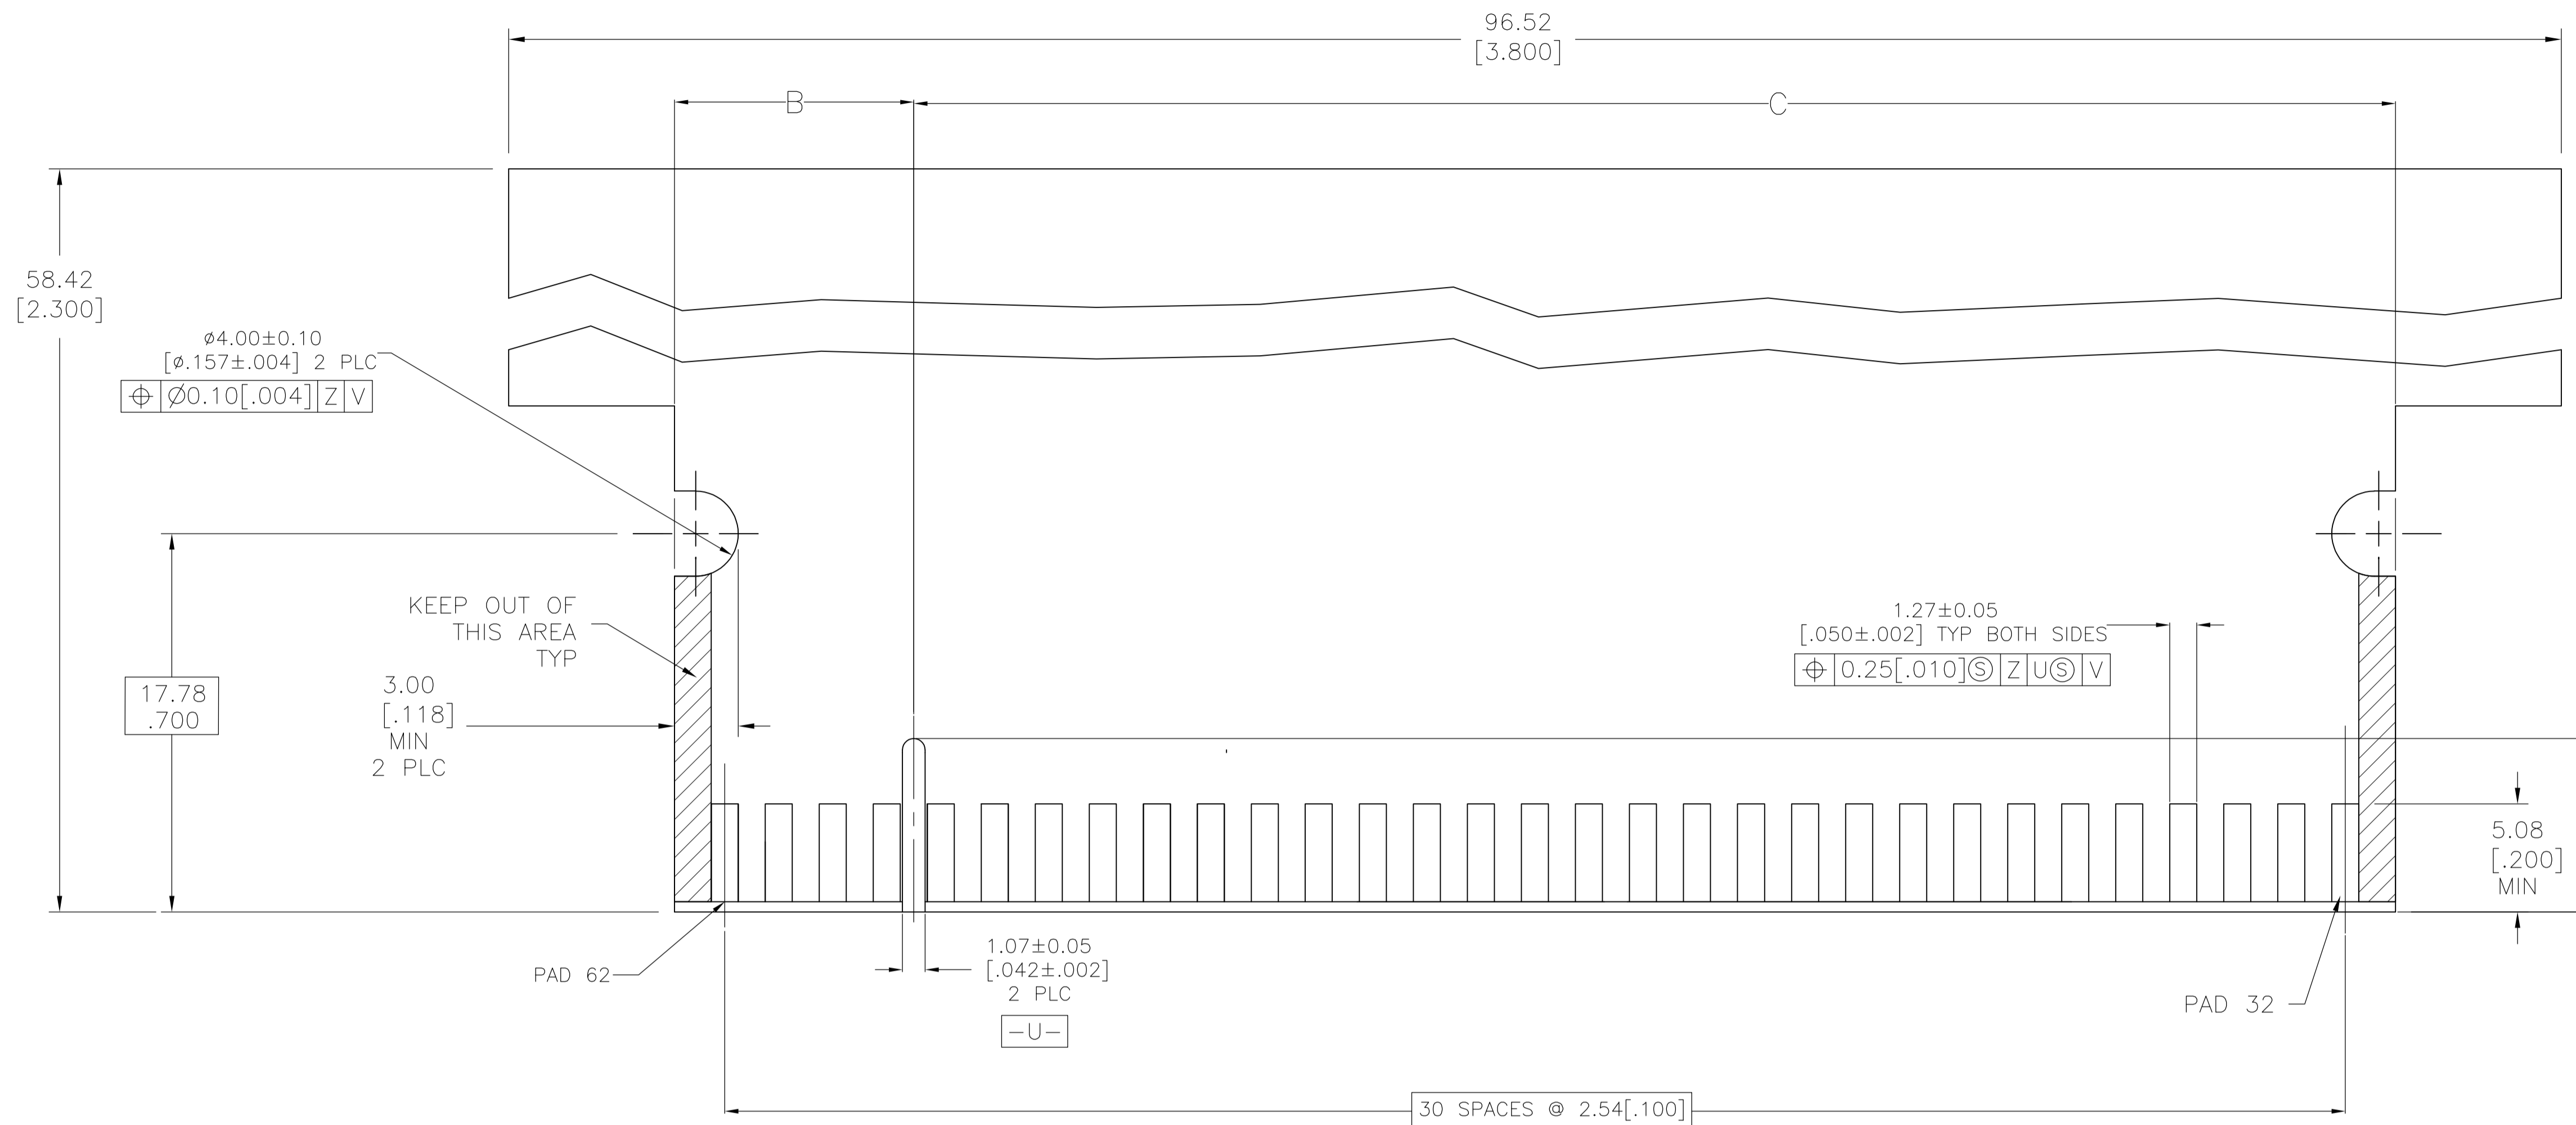 96.52
[3.800]
B
C
58.42
[2.300]
⌀4.00±0.10
[⌀.157±.004] 2 PLC
⌖ ⌀0.10[.004] Z V
KEEP OUT OF
THIS AREA
TYP
1.27±0.05
[.050±.002] TYP BOTH SIDES
⌖ 0.25[.010]Ⓢ Z UⓈ V
17.78
.700
3.00
[.118]
MIN
2 PLC
5.08
[.200]
MIN
PAD 62
1.07±0.05
[.042±.002]
2 PLC
-U-
PAD 32
30 SPACES @ 2.54[.100]